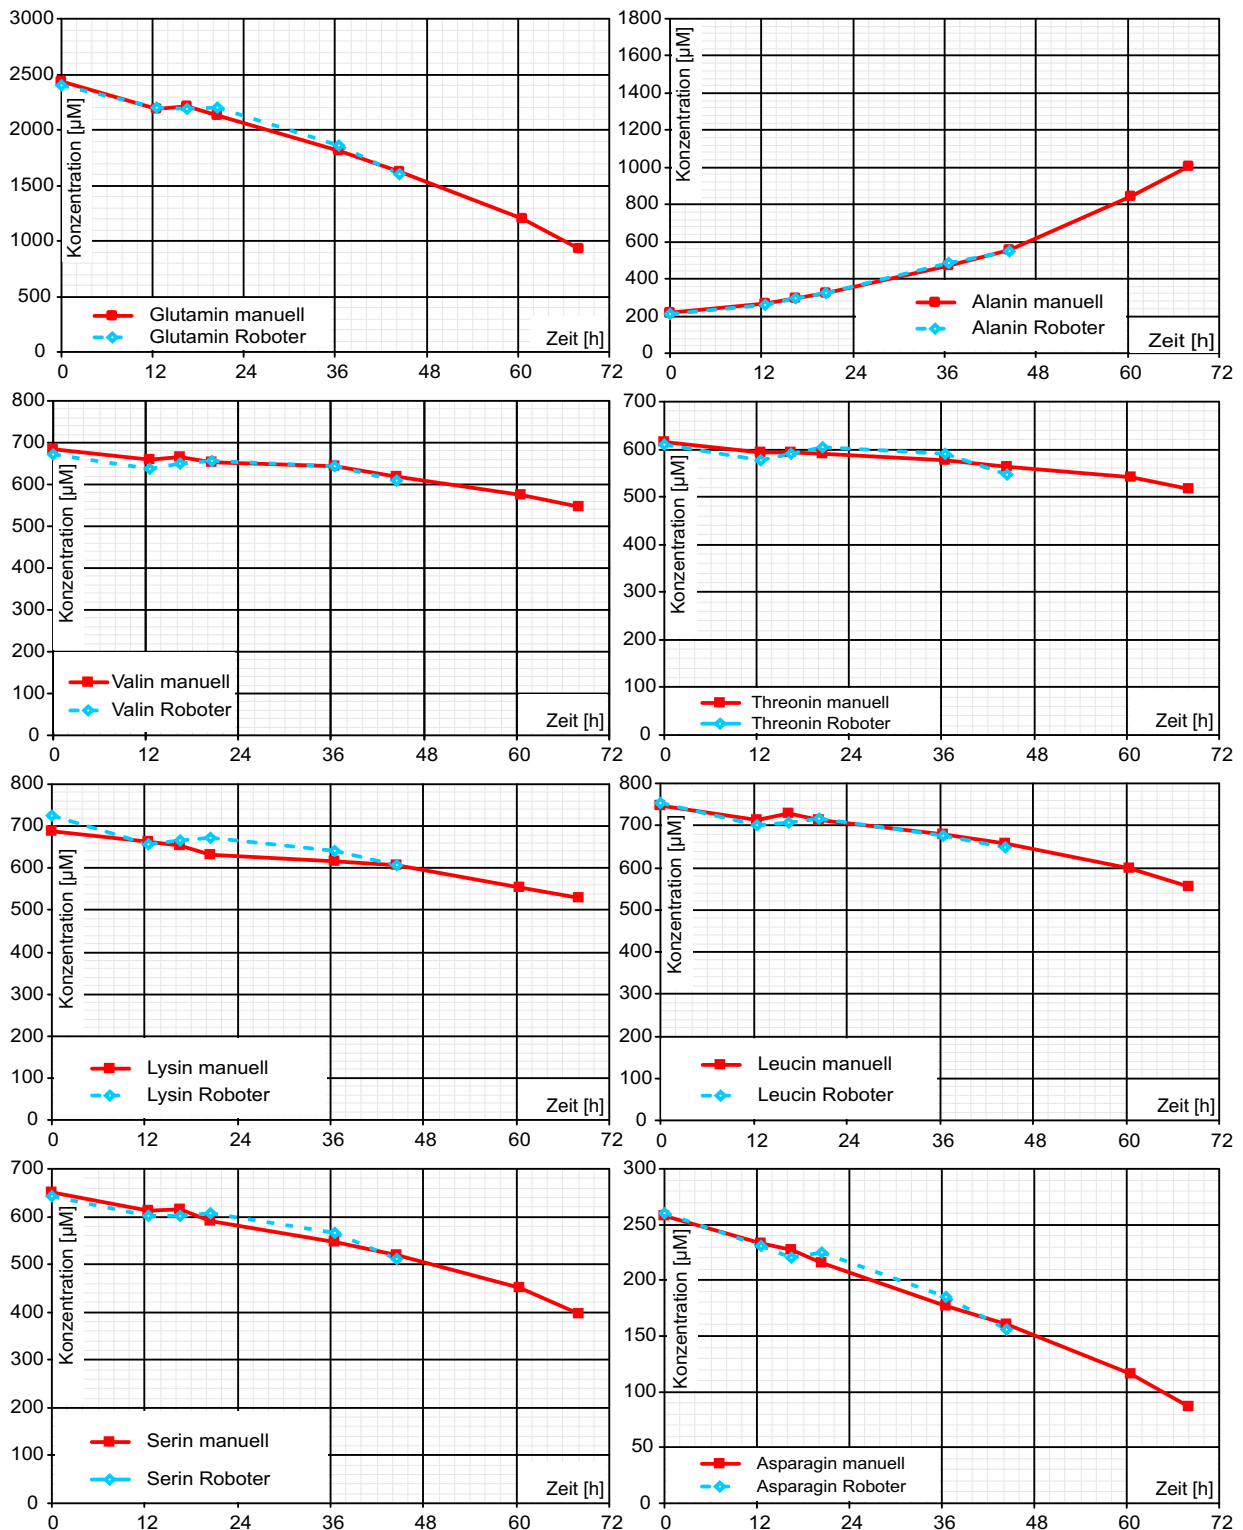 3000
2500
2000
1500
1000
500
0
Konzentration [µM]
Glutamin manuell
Glutamin Roboter
Zeit [h]
0 12 24 36 48 60 72
1800
1600
1400
1200
1000
800
600
400
200
0
Konzentration [µM]
Alanin manuell
Alanin Roboter
Zeit [h]
0 12 24 36 48 60 72
800
700
600
500
400
300
200
100
0
Konzentration [µM]
Valin manuell
Valin Roboter
Zeit [h]
0 12 24 36 48 60 72
700
600
500
400
300
200
100
0
Konzentration [µM]
Threonin manuell
Threonin Roboter
Zeit [h]
0 12 24 36 48 60 72
800
700
600
500
400
300
200
100
0
Konzentration [µM]
Lysin manuell
Lysin Roboter
Zeit [h]
0 12 24 36 48 60 72
800
700
600
500
400
300
200
100
0
Konzentration [µM]
Leucin manuell
Leucin Roboter
Zeit [h]
0 12 24 36 48 60 72
700
600
500
400
300
200
100
0
Konzentration [µM]
Serin manuell
Serin Roboter
Zeit [h]
0 12 24 36 48 60 72
300
250
200
150
100
50
0
Konzentration [µM]
Asparagin manuell
Asparagin Roboter
Zeit [h]
0 12 24 36 48 60 72